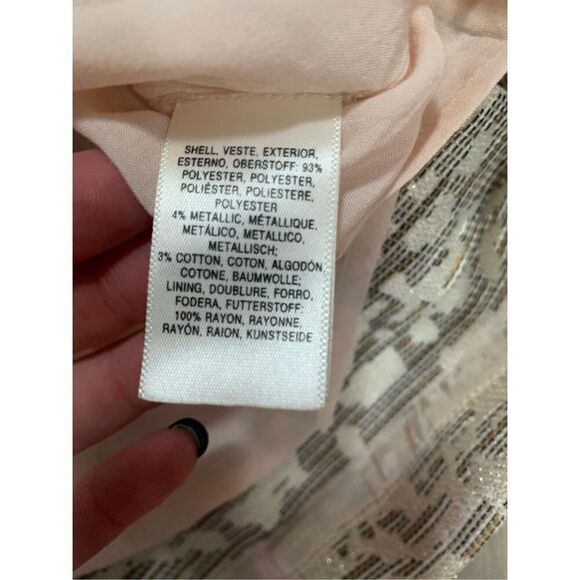 SHELL, VESTE, EXTERIOR,
ESTERNO, OBERSTOFF: 93%
POLYESTER, POLYESTER,
POLIÉSTER, POLIESTERE,
POLYESTER
4% METALLIC, MÉTALLIQUE,
METÁLICO, METALLICO,
METALLISCH;
3% COTTON, COTON, ALGODÓN,
COTONE, BAUMWOLLE;
LINING, DOUBLURE, FORRO,
FODERA, FUTTERSTOFF:
100% RAYON, RAYONNE,
RAYÓN, RAION, KUNSTSEIDE